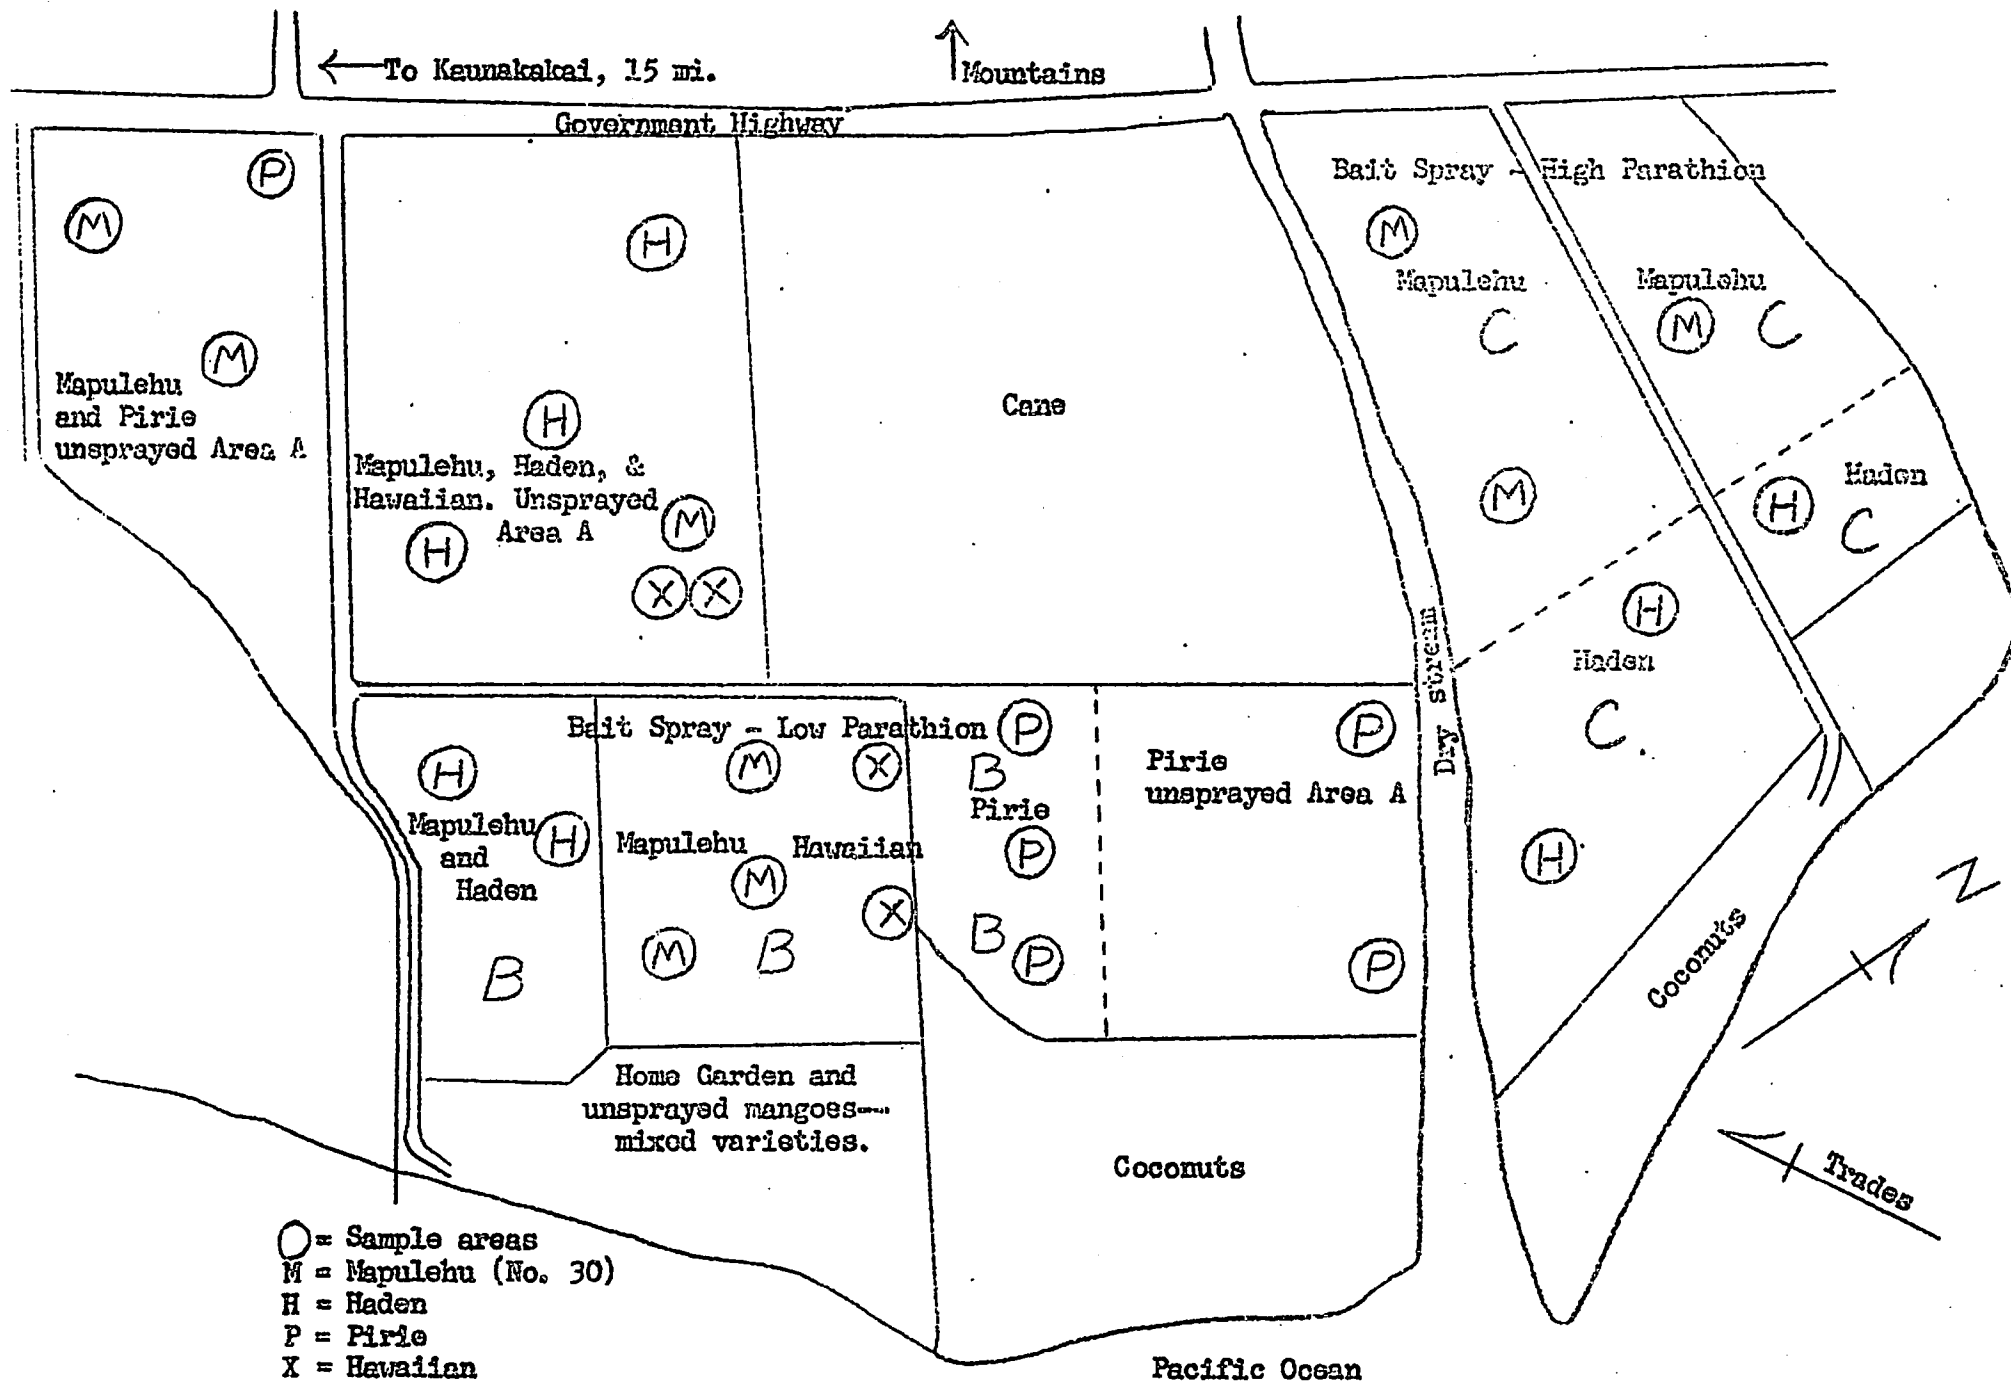 To Kaunakakai, 15 mi.
Mountains
Government Highway
P
M
M
Mapulehu
and Pirie
unsprayed Area A
H
H
Mapulehu, Haden, &
Hawaiian. Unsprayed
Area A
H
M
X
X
Cane
Bait Spray - High Parathion
M
Mapulehu
C
Mapulehu
M
C
M
H
Haden
C
H
Haden
C.
H
Dry stream
Bait Spray - Low Parathion
H
Mapulehu
and
Haden
H
B
M
X
Mapulehu
Hawaiian
M
X
M
B
P
B
Pirie
P
B
P
Pirie
unsprayed Area A
P
P
Home Garden and
unsprayed mangoes---
mixed varieties.
Coconuts
Coconuts
N
Trades
O = Sample areas
M = Mapulehu (No. 30)
H = Haden
P = Pirie
X = Hawaiian
Pacific Ocean